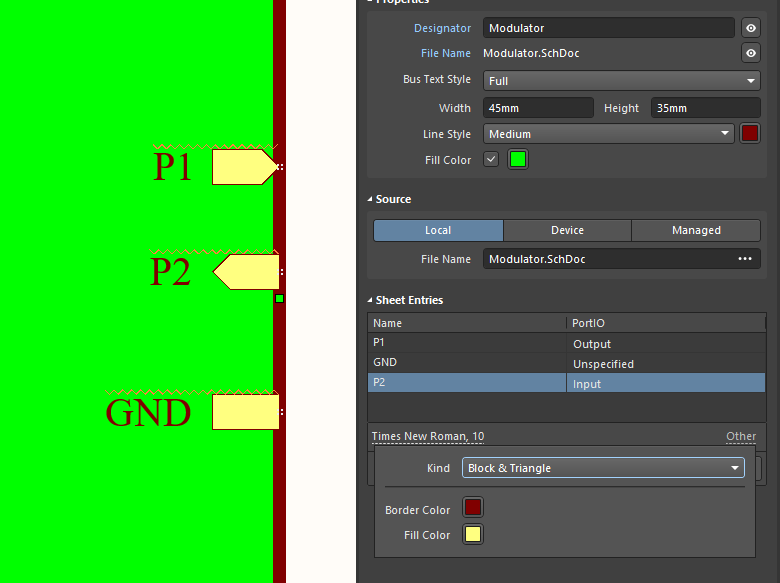 P1
P2
GND
Properties
Designator Modulator
File Name Modulator.SchDoc
Bus Text Style Full
Width 45mm Height 35mm
Line Style Medium
Fill Color
Source
Local Device Managed
File Name Modulator.SchDoc ...
Sheet Entries
Name PortIO
P1 Output
GND Unspecified
P2 Input
Times New Roman, 10 Other
Kind Block & Triangle
Border Color
Fill Color